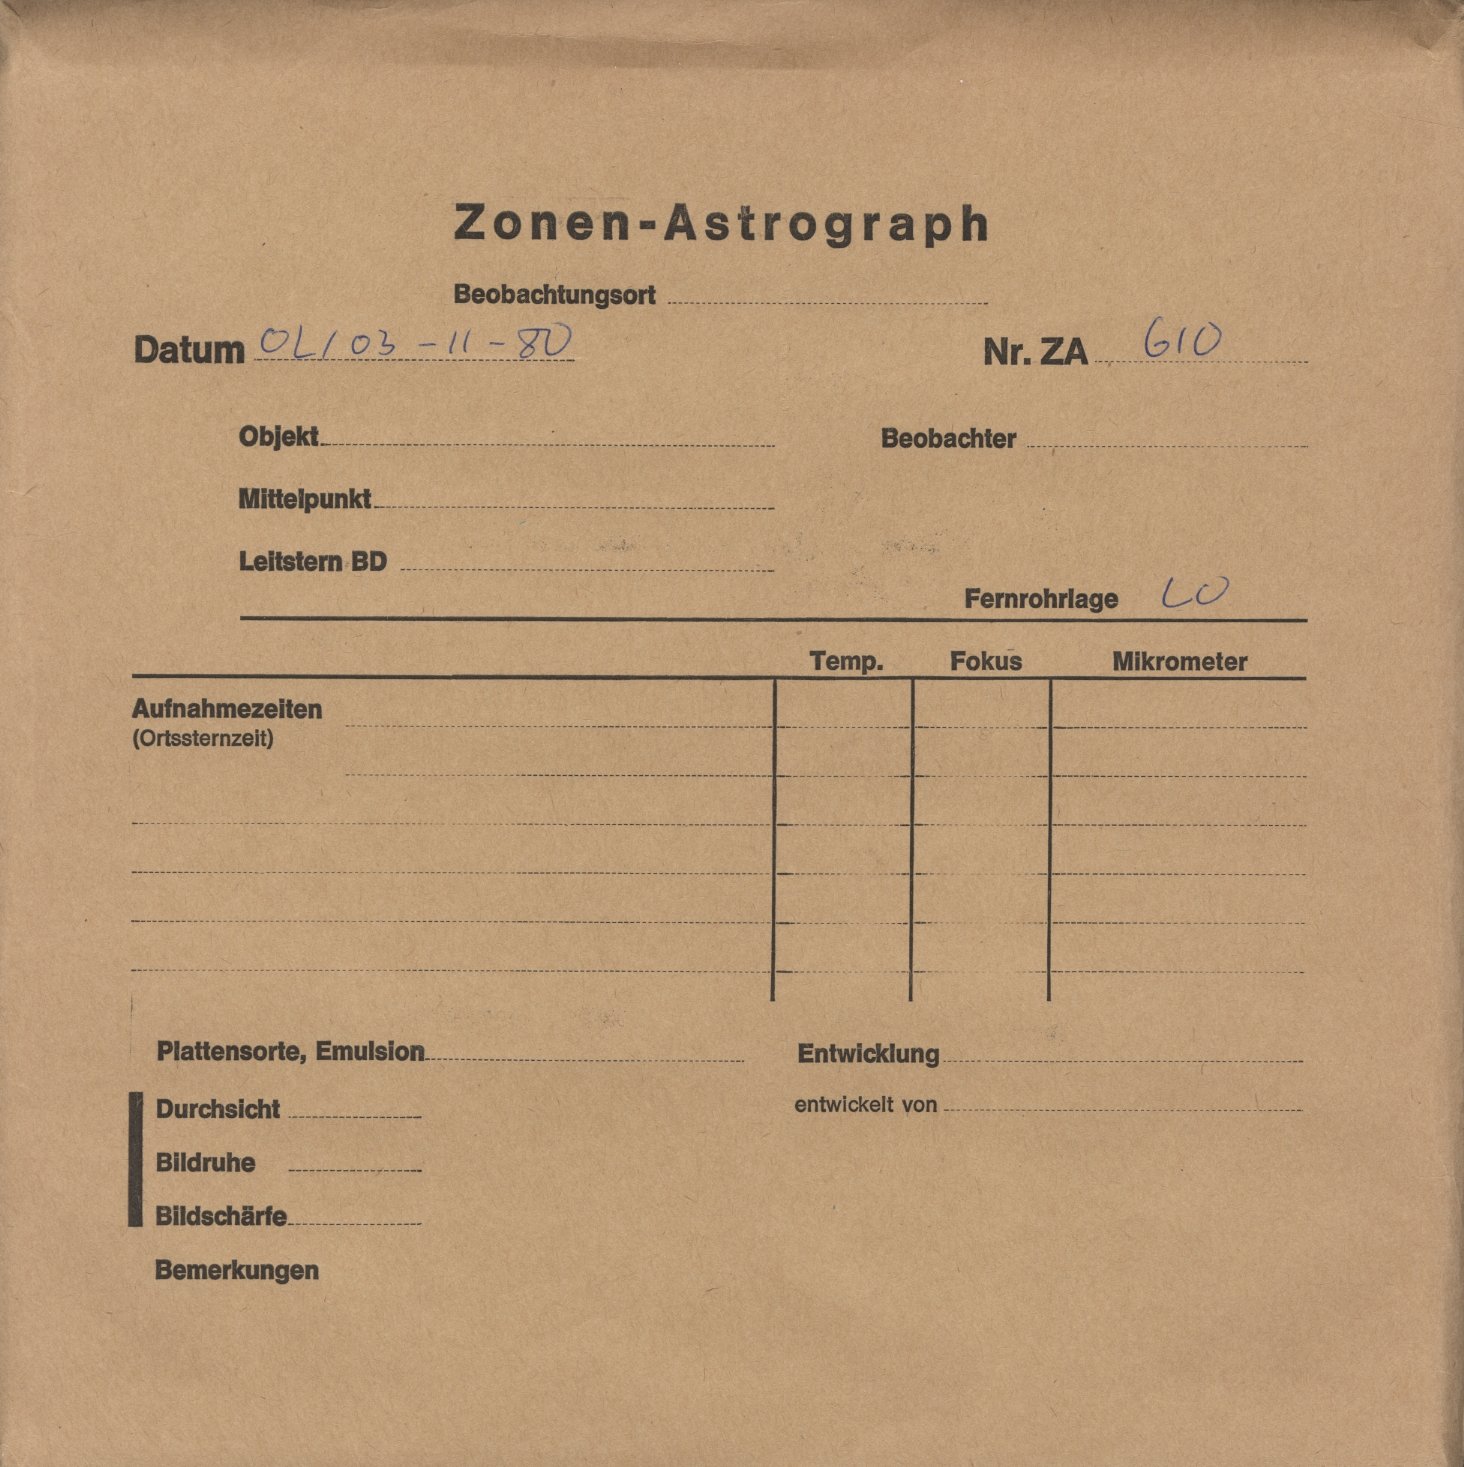 Zonen-Astrograph
Beobachtungsort
Datum 02/03-11-80 Nr. ZA 610
Objekt Beobachter
Mittelpunkt
Leitstern BD
Fernrohrlage LO
Temp. Fokus Mikrometer
Aufnahmezeiten
(Ortssternzeit)
Plattensorte, Emulsion Entwicklung
Durchsicht entwickelt von
Bildruhe
Bildschärfe
Bemerkungen